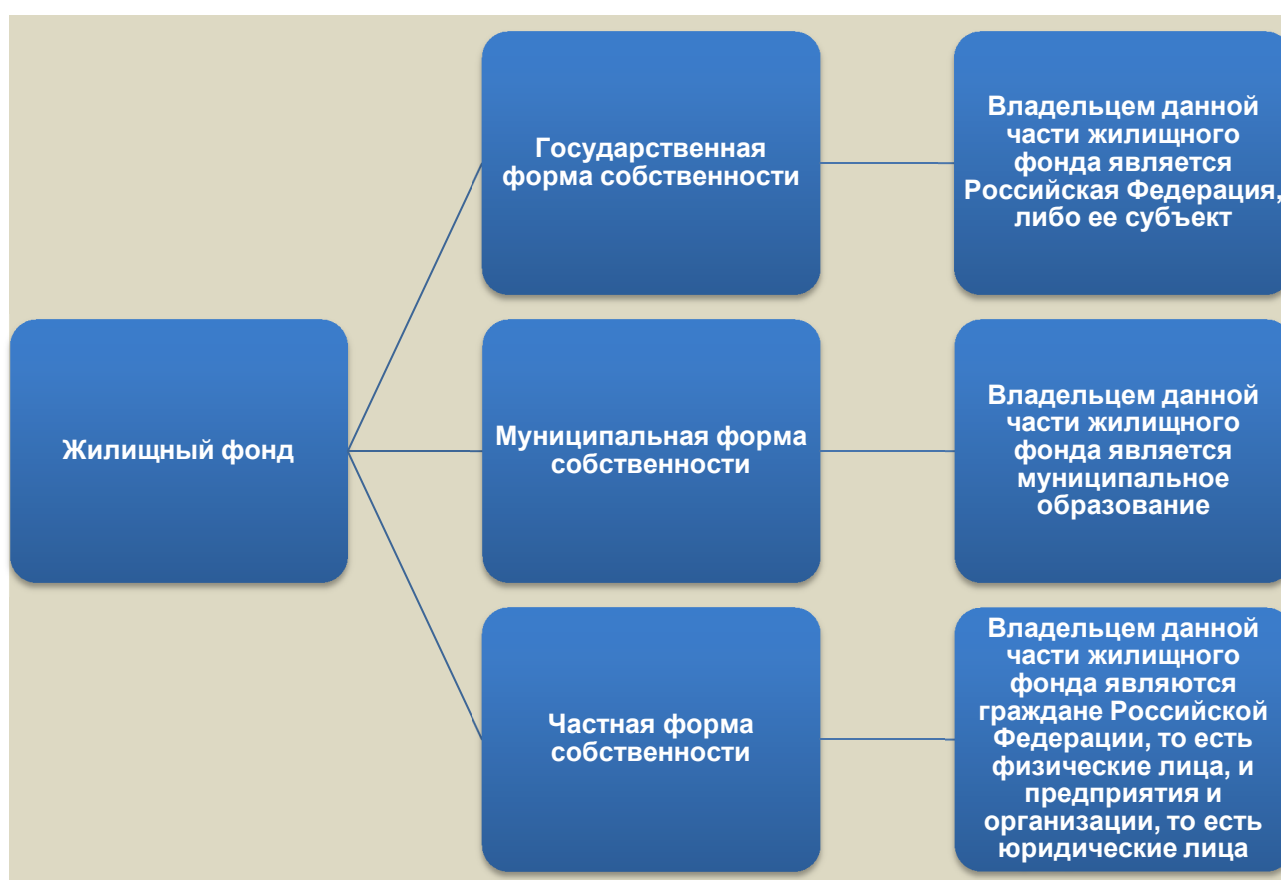 Государственная
форма собственности
Владельцем данной
части жилищного
фонда является
Российская Федерация,
либо ее субъект
Жилищный фонд
Муниципальная форма
собственности
Владельцем данной
части жилищного
фонда является
муниципальное
образование
Частная форма
собственности
Владельцем данной
части жилищного
фонда являются
граждане Российской
Федерации, то есть
физические лица, и
предприятия и
организации, то есть
юридические лица